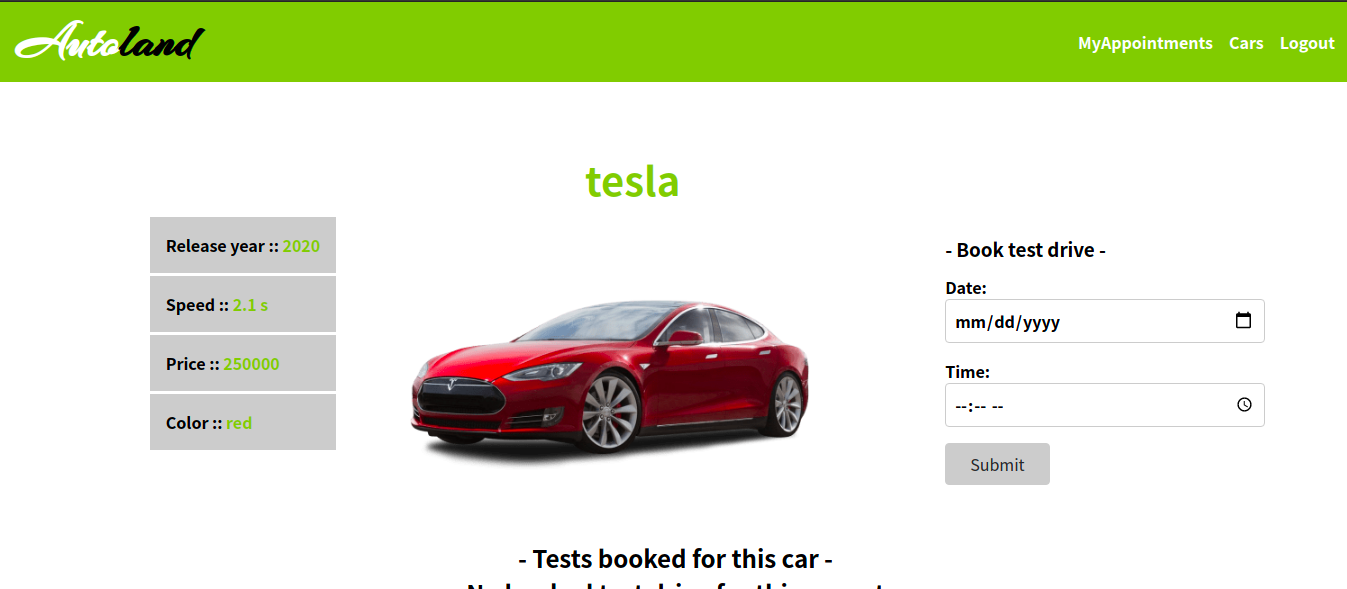 Autoland
MyAppointments Cars Logout
tesla
Release year :: 2020
Speed :: 2.1 s
Price :: 250000
Color :: red
- Book test drive -
Date:
mm/dd/yyyy
Time:
--:-- --
Submit
- Tests booked for this car -